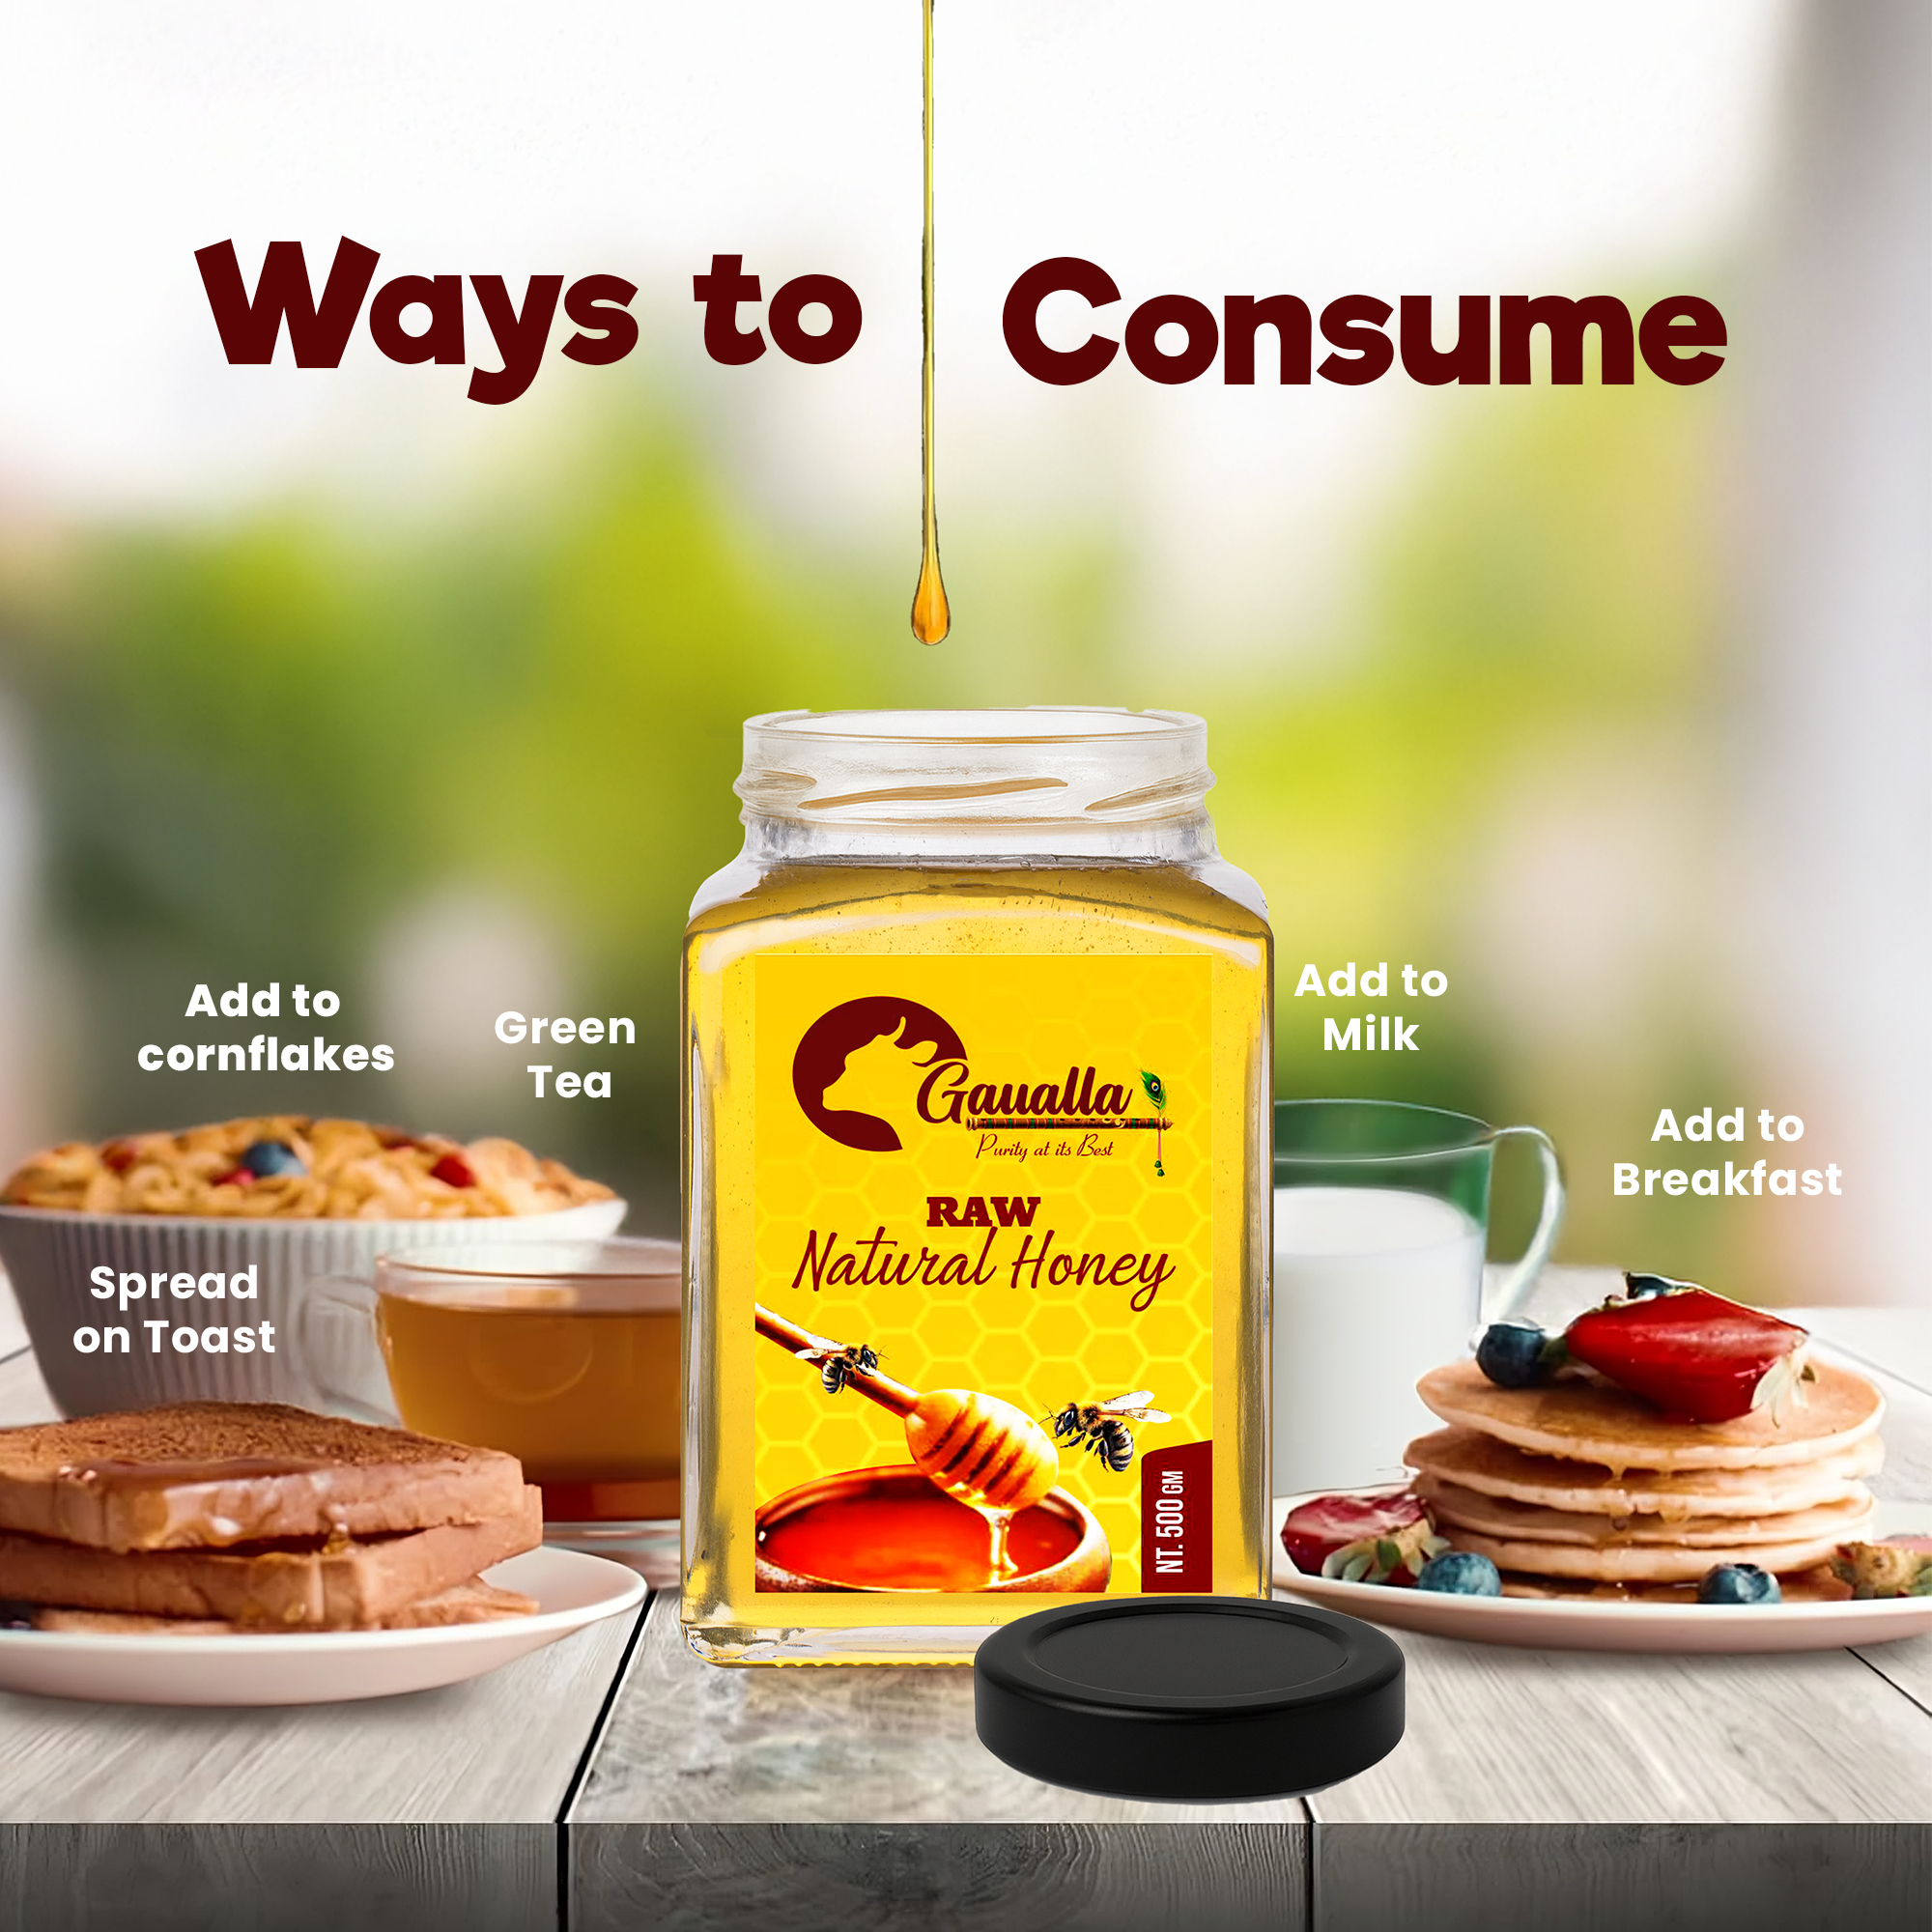 Ways to Consume
Add to
cornflakes
Green
Tea
Add to
Milk
Add to
Breakfast
Spread
on Toast
Gaualla
Purity at its Best
RAW
Natural Honey
NT. 500 GM